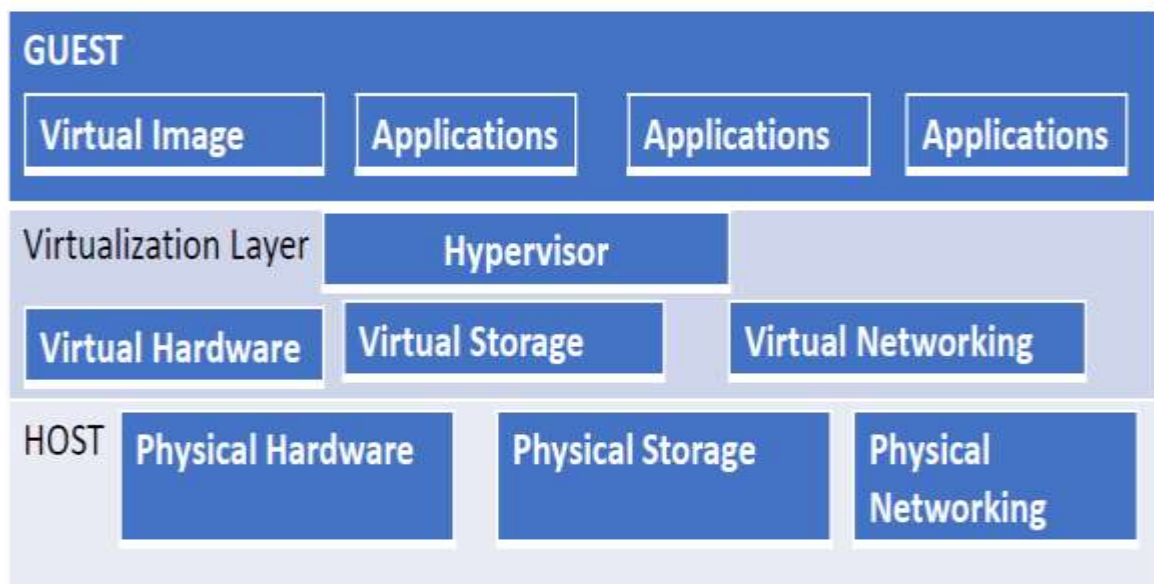 GUEST
Virtual Image
Applications
Applications
Applications
Virtualization Layer
Hypervisor
Virtual Hardware
Virtual Storage
Virtual Networking
HOST
Physical Hardware
Physical Storage
Physical
Networking